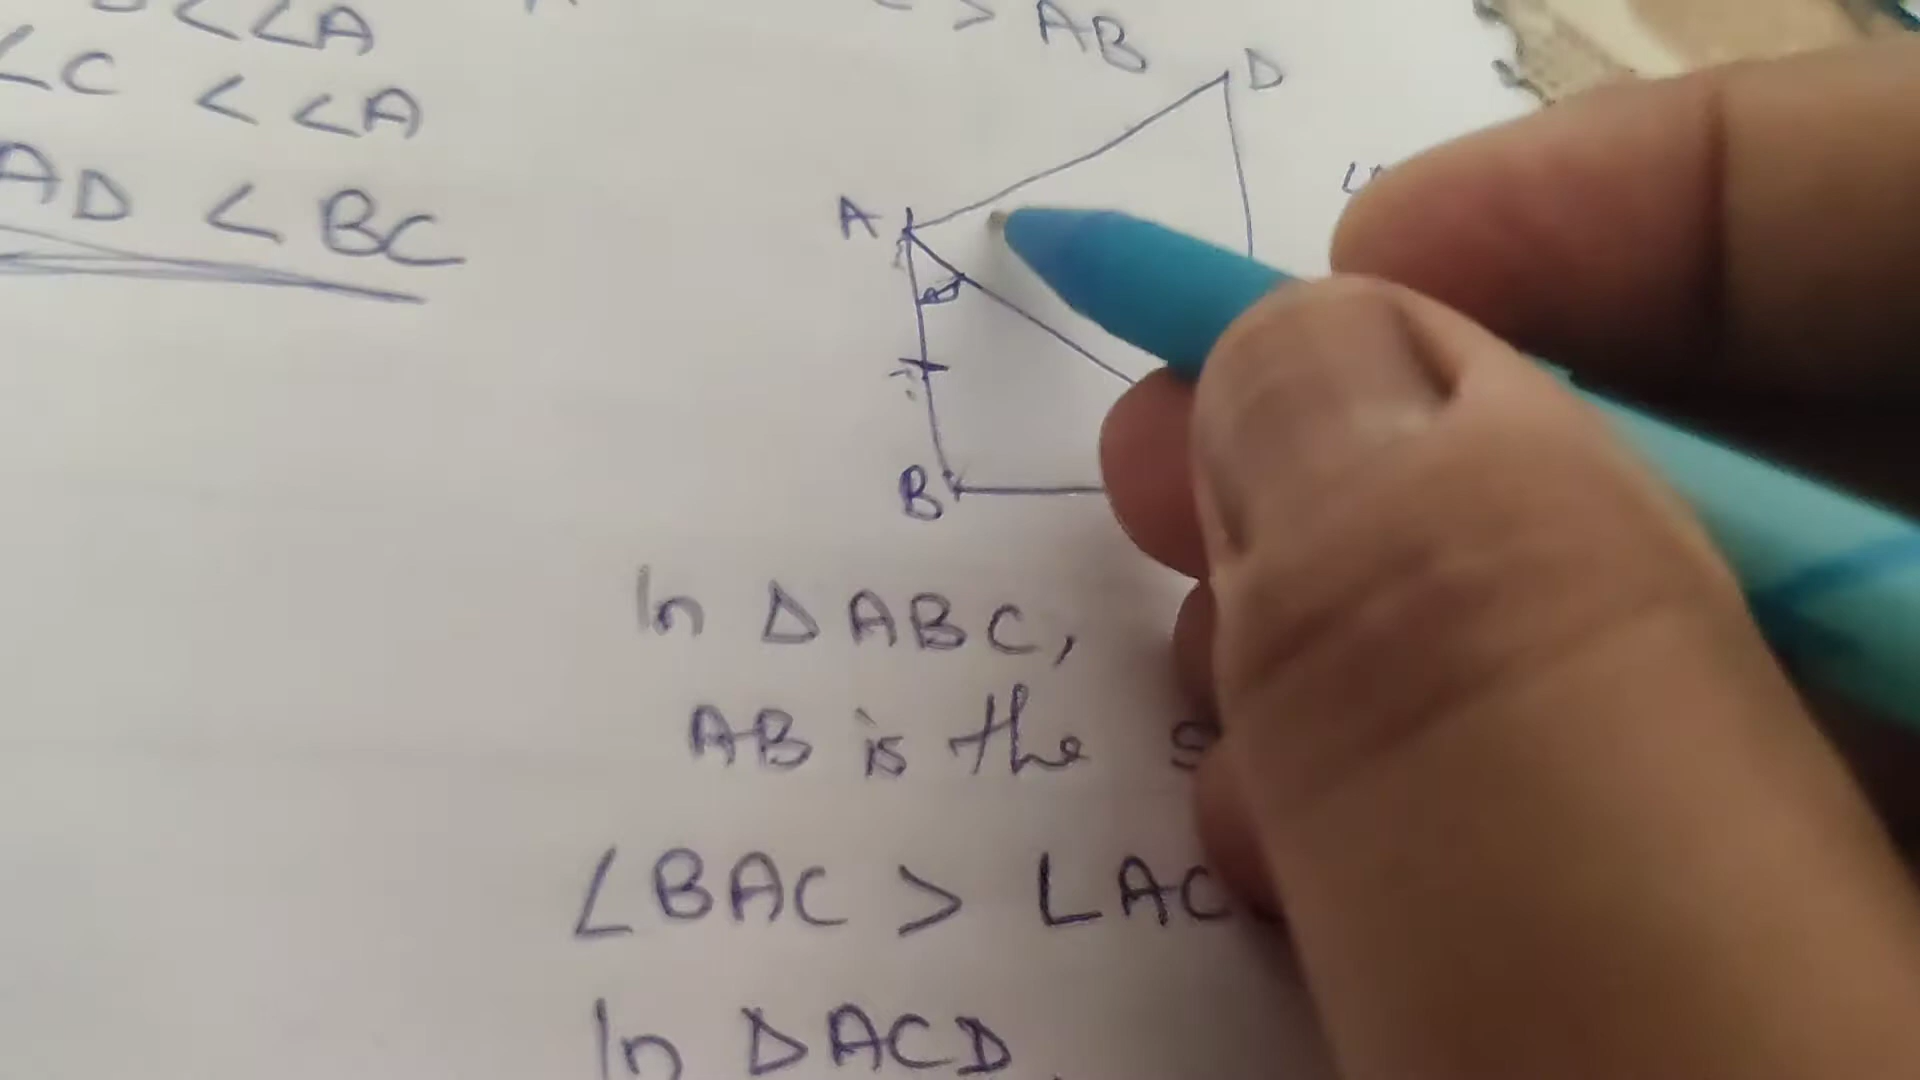 <<A
> AB
<C < <A
AD < BC
D
A
B
In ΔABC,
AB is the
∠BAC > ∠AC
In ΔACD